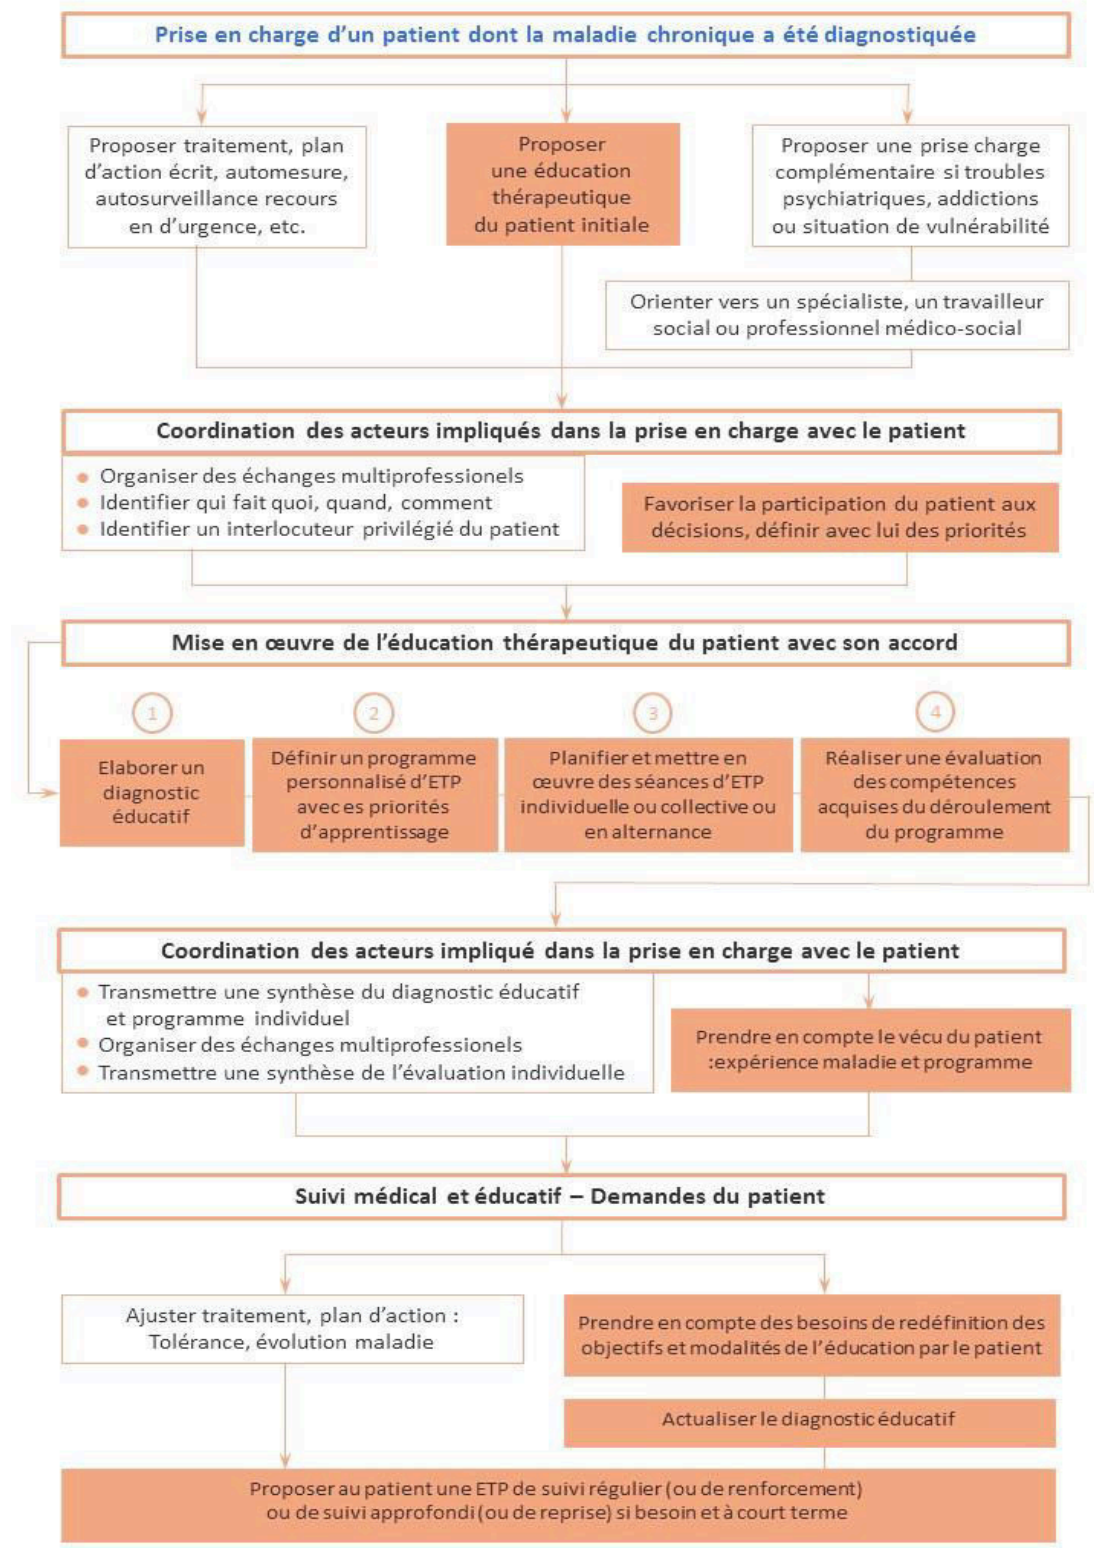 Prise en charge d'un patient dont la maladie chronique a été diagnostiquée
Proposer traitement, plan
d'action écrit, automesure,
autosurveillance recours
en d'urgence, etc.
Proposer
une éducation
thérapeutique
du patient initiale
Proposer une prise charge
complémentaire si troubles
psychiatriques, addictions
ou situation de vulnérabilité
Orienter vers un spécialiste, un travailleur
social ou professionnel médico-social
Coordination des acteurs impliqués dans la prise en charge avec le patient
• Organiser des échanges multiprofessionels
• Identifier qui fait quoi, quand, comment
• Identifier un interlocuteur privilégié du patient
Favoriser la participation du patient aux
décisions, définir avec lui des priorités
Mise en œuvre de l'éducation thérapeutique du patient avec son accord
1
Elaborer un
diagnostic
éducatif
2
Définir un programme
personnalisé d'ETP
avec es priorités
d'apprentissage
3
Planifier et mettre en
œuvre des séances d'ETP
individuelle ou collective ou
en alternance
4
Réaliser une évaluation
des compétences
acquises du déroulement
du programme
Coordination des acteurs impliqué dans la prise en charge avec le patient
• Transmettre une synthèse du diagnostic éducatif
et programme individuel
• Organiser des échanges multiprofessionels
• Transmettre une synthèse de l'évaluation individuelle
Prendre en compte le vécu du patient
:expérience maladie et programme
Suivi médical et éducatif – Demandes du patient
Ajuster traitement, plan d'action :
Tolérance, évolution maladie
Prendre en compte des besoins de redéfinition des
objectifs et modalités de l'éducation par le patient
Actualiser le diagnostic éducatif
Proposer au patient une ETP de suivi régulier (ou de renforcement)
ou de suivi approfondi (ou de reprise) si besoin et à court terme